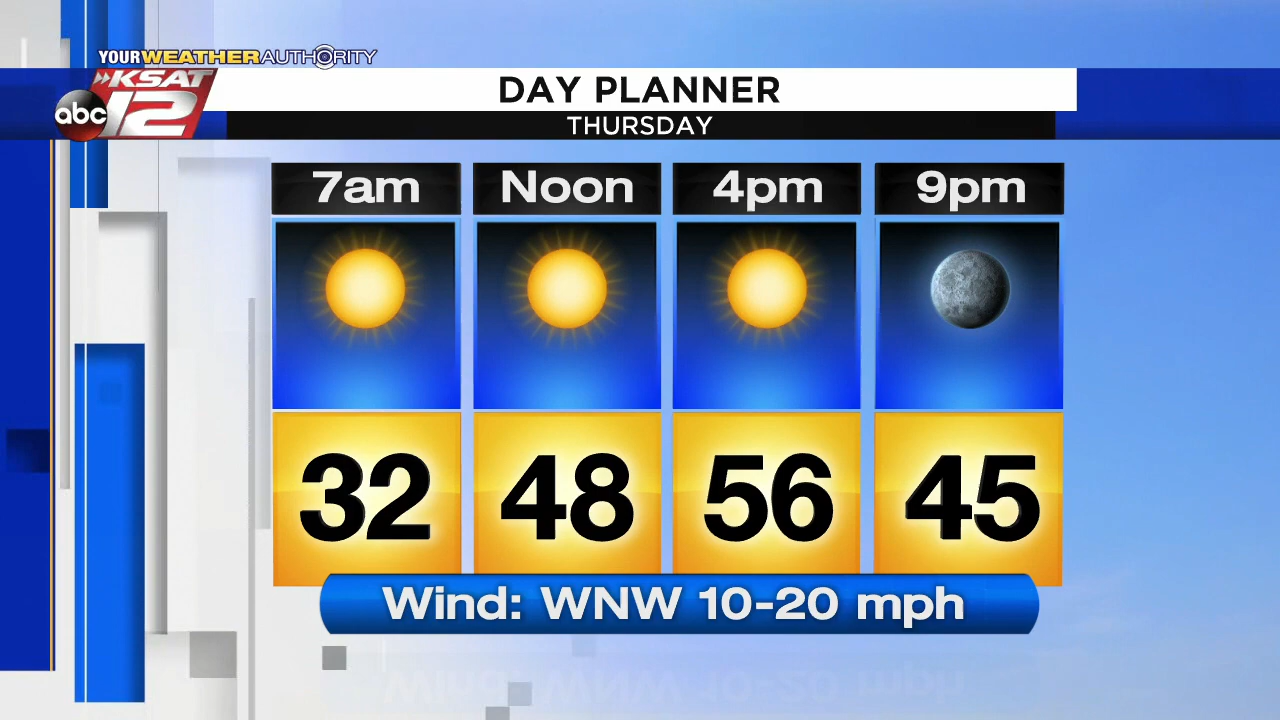 YOURWEATHERAUTHORITY
KSAT
abc 12
DAY PLANNER
THURSDAY
7am Noon 4pm 9pm
32 48 56 45
Wind: WNW 10-20 mph